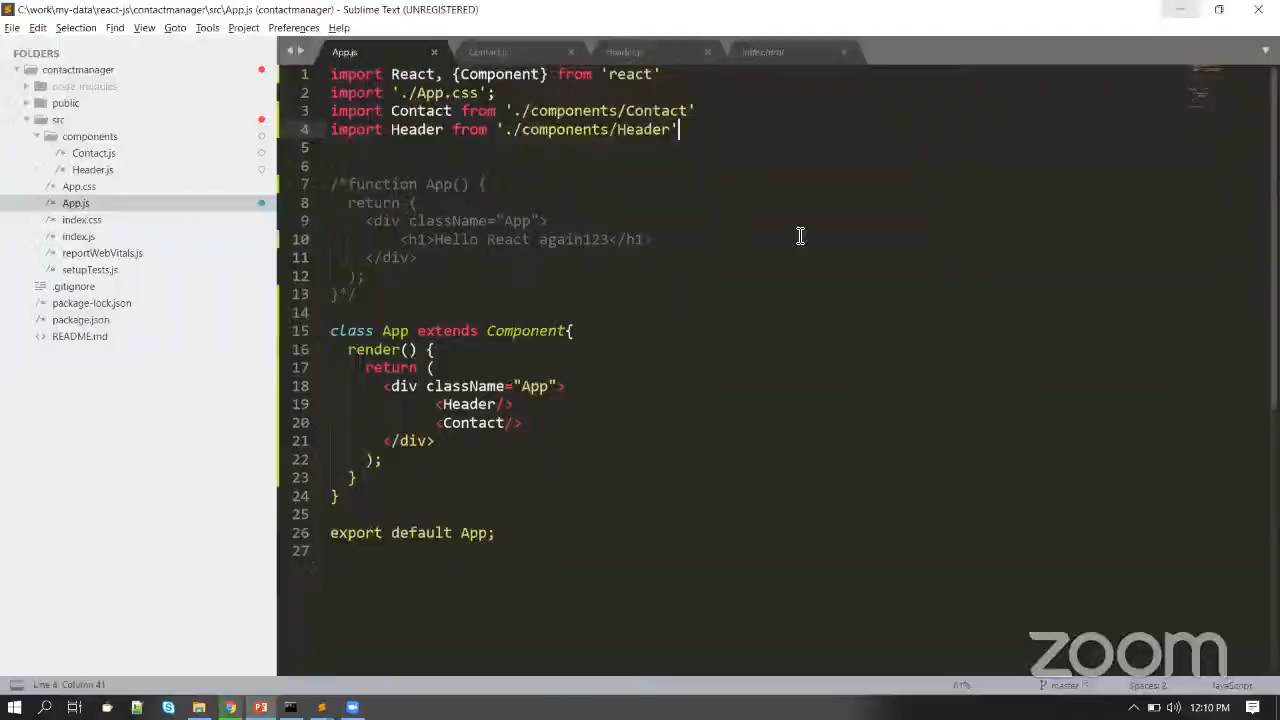 C:\work\my-data\react-js\contactmanager\src\App.js (contactmanager) - Sublime Text (UNREGISTERED)
File Edit Selection Find View Goto Tools Project Preferences Help
FOLDERS
contactmanager
node_modules
public
src
components
Contact.js
Header.js
App.css
App.js
index.css
index.js
reportWebVitals.js
setupTests.js
.gitignore
package-lock.json
package.json
README.md
App.js Contact.js Header.js index.html
1 import React, {Component} from 'react'
2 import './App.css';
3 import Contact from './components/Contact'
4 import Header from './components/Header'
5
6
7 /*function App() {
8 return (
9 <div className="App">
10 <h1>Hello React again123</h1>
11 </div>
12 );
13 }*/
14
15 class App extends Component{
16 render() {
17 return (
18 <div className="App">
19 <Header/>
20 <Contact/>
21 </div>
22 );
23 }
24 }
25
26 export default App;
27
zoom
Line 4, Column 41 master Spaces: 2 JavaScript
12:10 PM